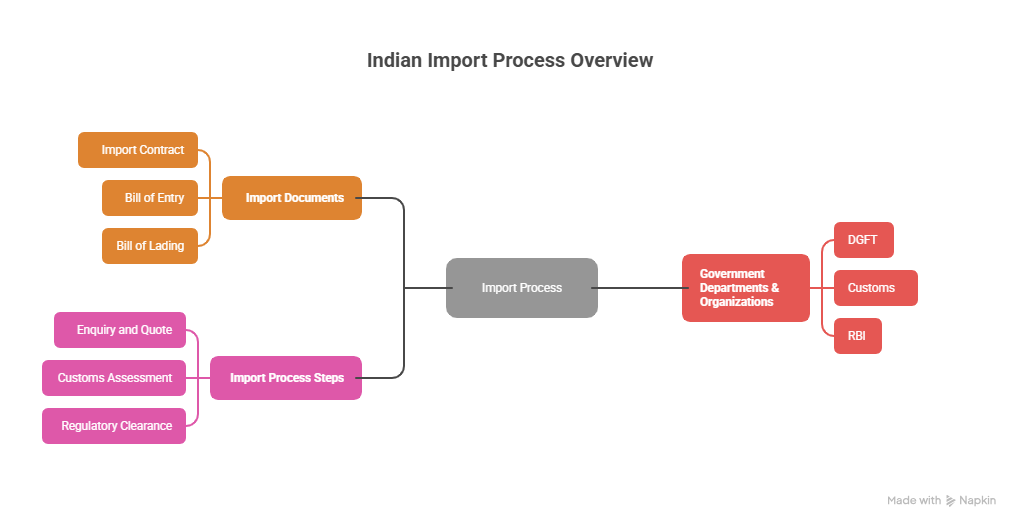 Indian Import Process Overview
Import Contract
Bill of Entry
Bill of Lading
Import Documents
Enquiry and Quote
Customs Assessment
Regulatory Clearance
Import Process Steps
Import Process
Government
Departments &
Organizations
DGFT
Customs
RBI
Made with Napkin